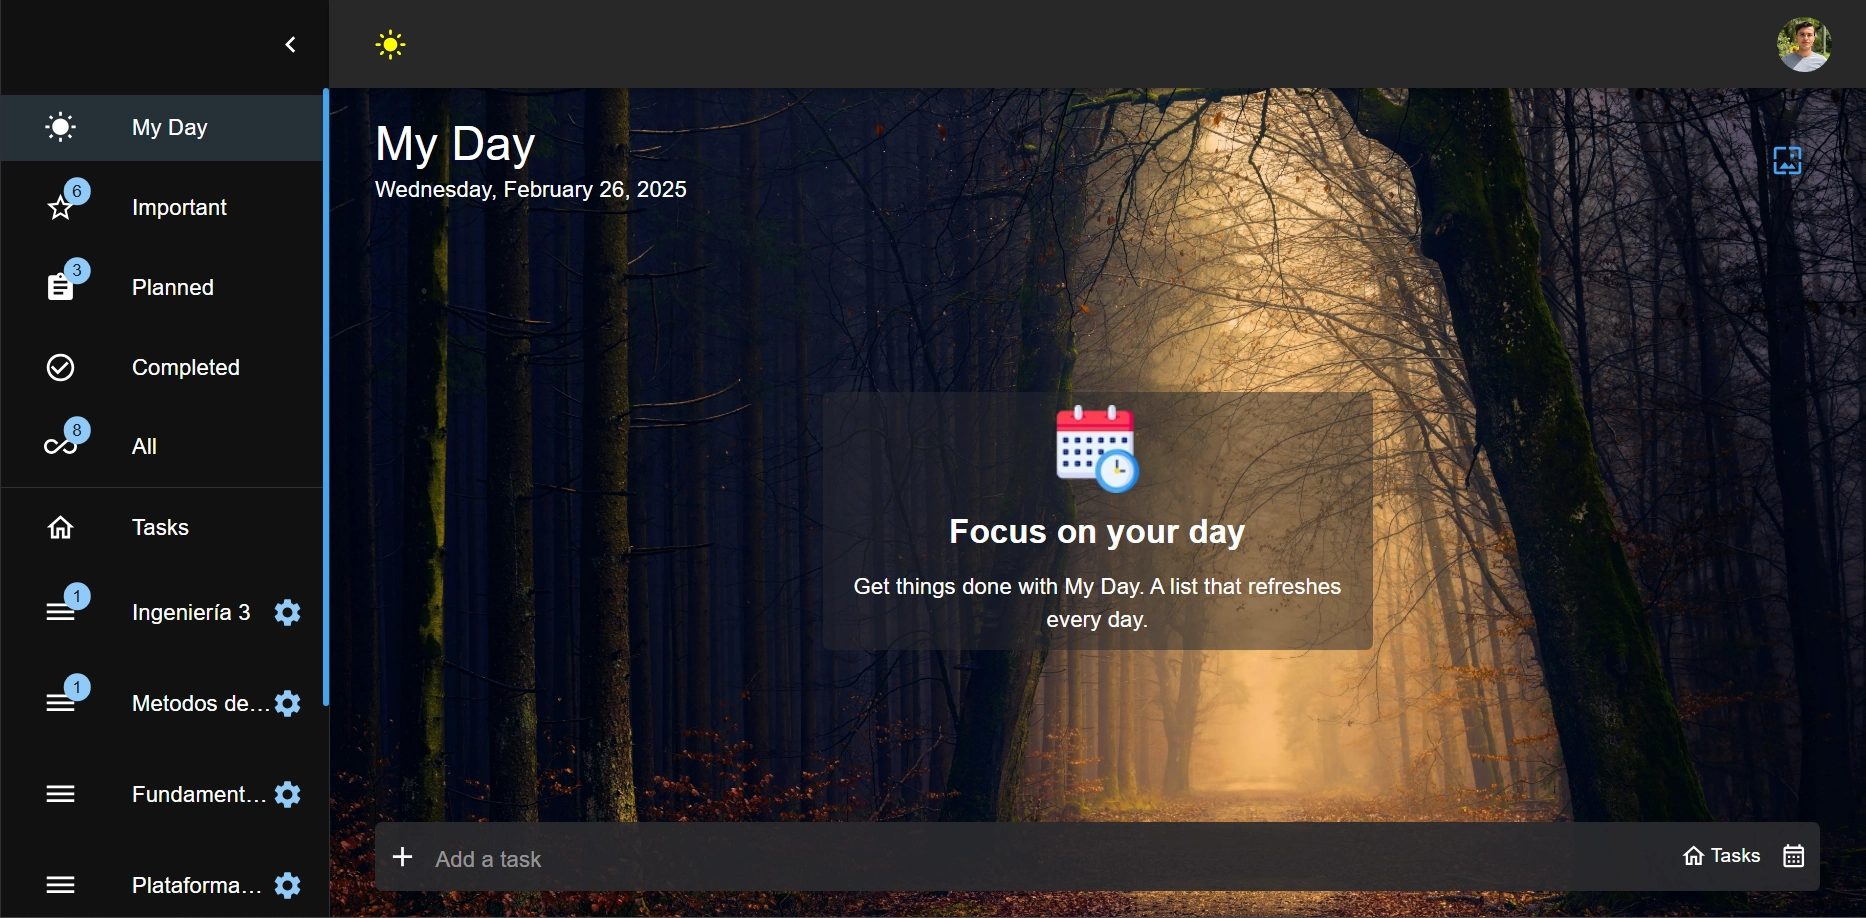 My Day
6
Important
3
Planned
Completed
8
All
Tasks
1
Ingeniería 3
1
Metodos de...
Fundament...
Plataforma...
My Day
Wednesday, February 26, 2025
Focus on your day
Get things done with My Day. A list that refreshes
every day.
Add a task
Tasks